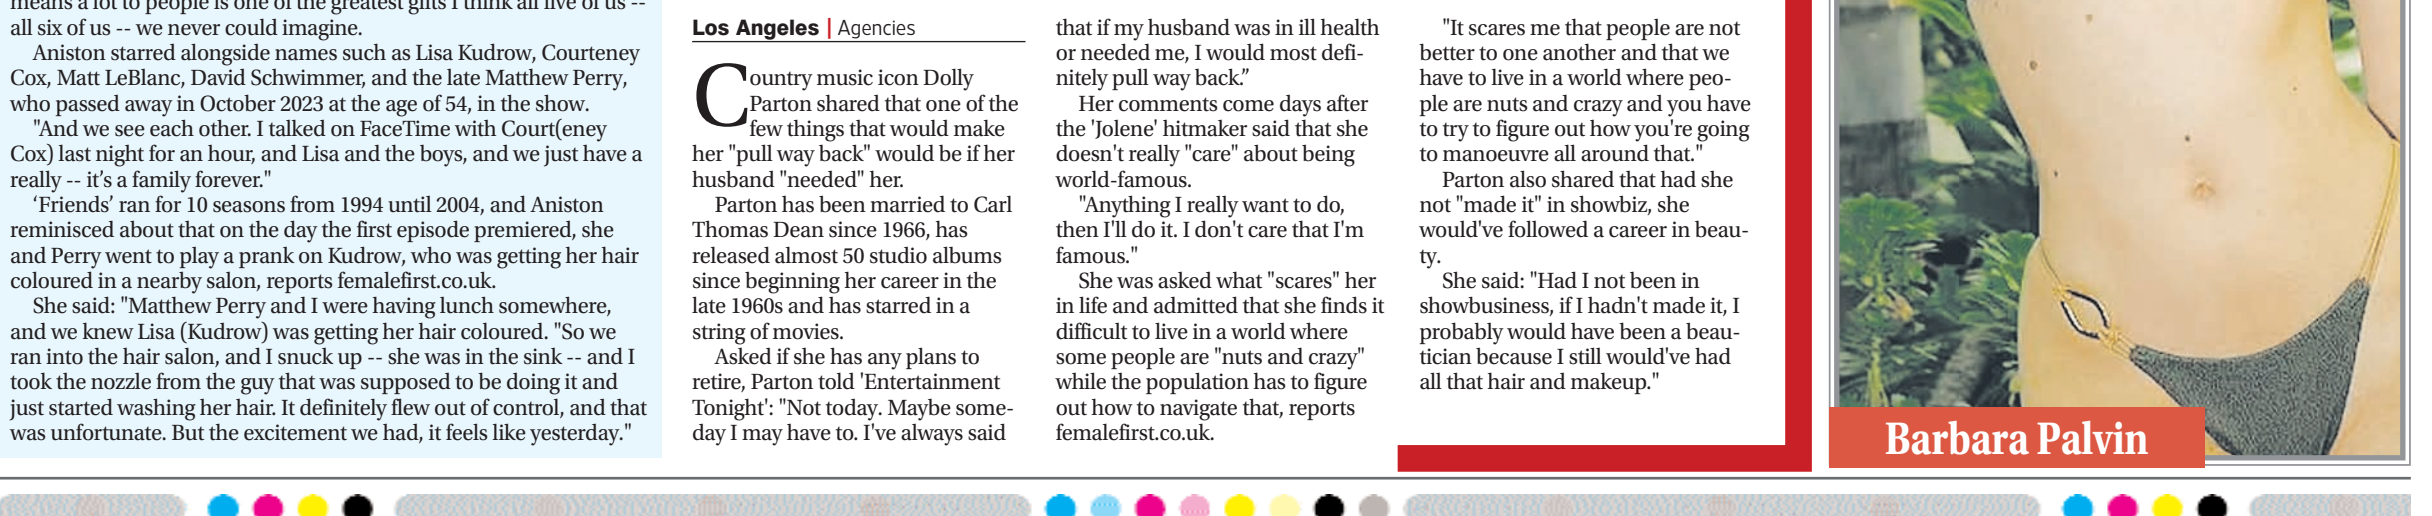 means a lot to people is one of the greatest gifts I think all five of us --
all six of us -- we never could imagine.
Aniston starred alongside names such as Lisa Kudrow, Courteney
Cox, Matt LeBlanc, David Schwimmer, and the late Matthew Perry,
who passed away in October 2023 at the age of 54, in the show.
"And we see each other. I talked on FaceTime with Court(eney
Cox) last night for an hour, and Lisa and the boys, and we just have a
really -- it's a family forever."
‘Friends’ ran for 10 seasons from 1994 until 2004, and Aniston
reminisced about that on the day the first episode premiered, she
and Perry went to play a prank on Kudrow, who was getting her hair
coloured in a nearby salon, reports femalefirst.co.uk.
She said: "Matthew Perry and I were having lunch somewhere,
and we knew Lisa (Kudrow) was getting her hair coloured. "So we
ran into the hair salon, and I snuck up -- she was in the sink -- and I
took the nozzle from the guy that was supposed to be doing it and
just started washing her hair. It definitely flew out of control, and that
was unfortunate. But the excitement we had, it feels like yesterday."
Los Angeles | Agencies
Country music icon Dolly
Parton shared that one of the
few things that would make
her "pull way back" would be if her
husband "needed" her.
Parton has been married to Carl
Thomas Dean since 1966, has
released almost 50 studio albums
since beginning her career in the
late 1960s and has starred in a
string of movies.
Asked if she has any plans to
retire, Parton told 'Entertainment
Tonight': "Not today. Maybe some-
day I may have to. I've always said
that if my husband was in ill health
or needed me, I would most defi-
nitely pull way back.”
Her comments come days after
the 'Jolene' hitmaker said that she
doesn't really "care" about being
world-famous.
"Anything I really want to do,
then I'll do it. I don't care that I'm
famous."
She was asked what "scares" her
in life and admitted that she finds it
difficult to live in a world where
some people are "nuts and crazy"
while the population has to figure
out how to navigate that, reports
femalefirst.co.uk.
"It scares me that people are not
better to one another and that we
have to live in a world where peo-
ple are nuts and crazy and you have
to try to figure out how you're going
to manoeuvre all around that."
Parton also shared that had she
not "made it" in showbiz, she
would've followed a career in beau-
ty.
She said: "Had I not been in
showbusiness, if I hadn't made it, I
probably would have been a beau-
tician because I still would've had
all that hair and makeup."
Barbara Palvin